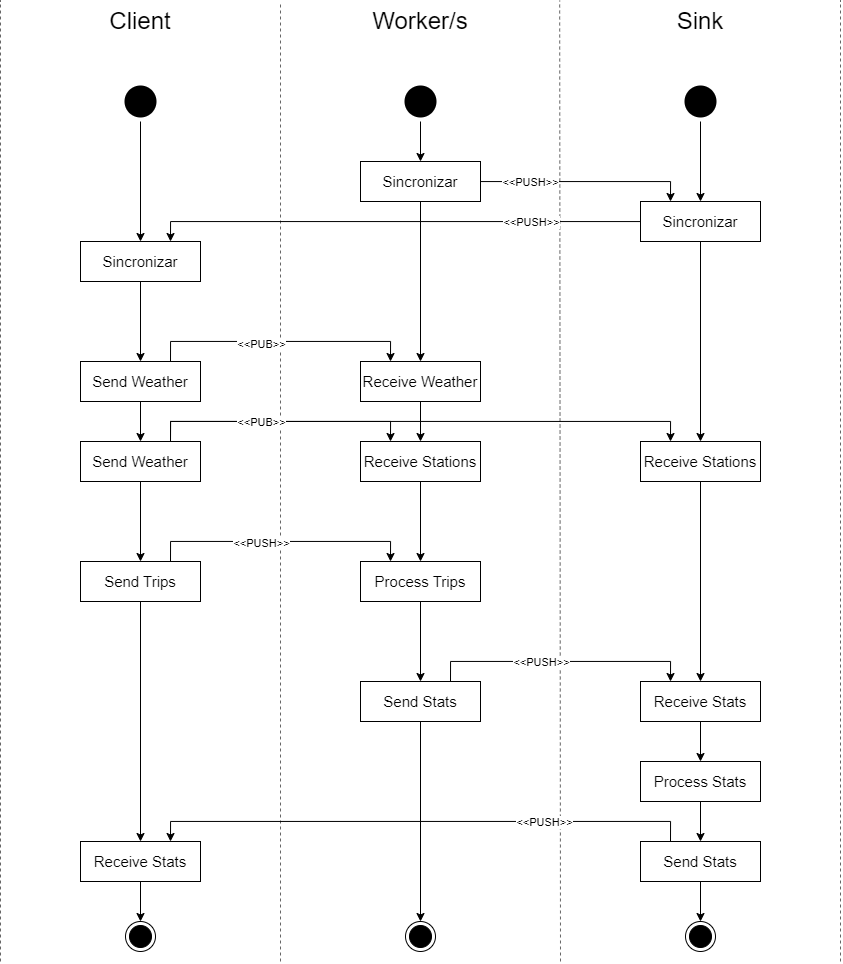 Client
Worker/s
Sink
Sincronizar
<<PUSH>>
<<PUSH>>
Sincronizar
Sincronizar
<<PUB>>
Send Weather
Receive Weather
<<PUB>>
Send Weather
Receive Stations
Receive Stations
<<PUSH>>
Send Trips
Process Trips
<<PUSH>>
Send Stats
Receive Stats
Process Stats
<<PUSH>>
Receive Stats
Send Stats